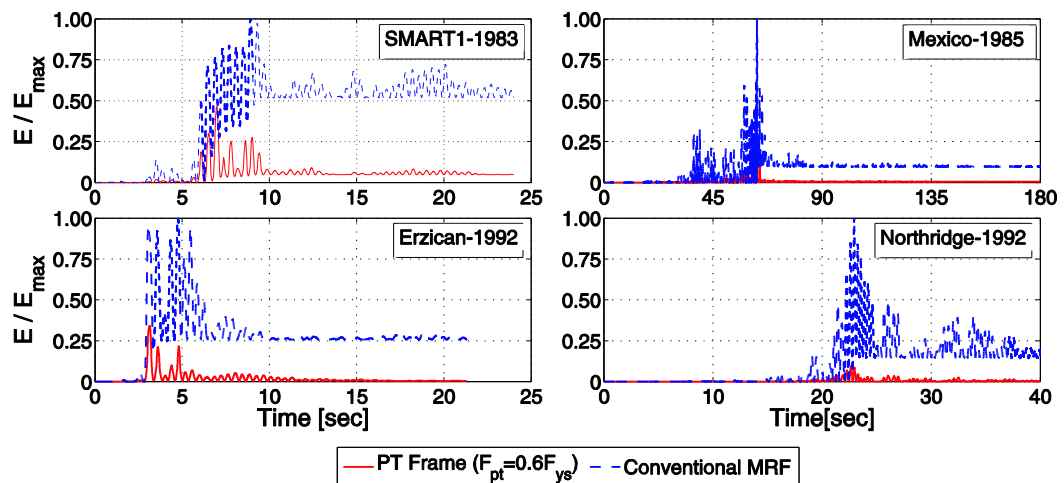 SMART1-1983
E / E_max
1.00
0.75
0.50
0.25
0
0 5 10 15 20 25
Mexico-1985
1.00
0.75
0.50
0.25
0
0 45 90 135 180
Erzican-1992
E / E_max
1.00
0.75
0.50
0.25
0
0 5 10 15 20 25
Time [sec]
Northridge-1992
1.00
0.75
0.50
0.25
0
0 10 20 30 40
Time[sec]
PT Frame (F_pt=0.6F_ys) Conventional MRF